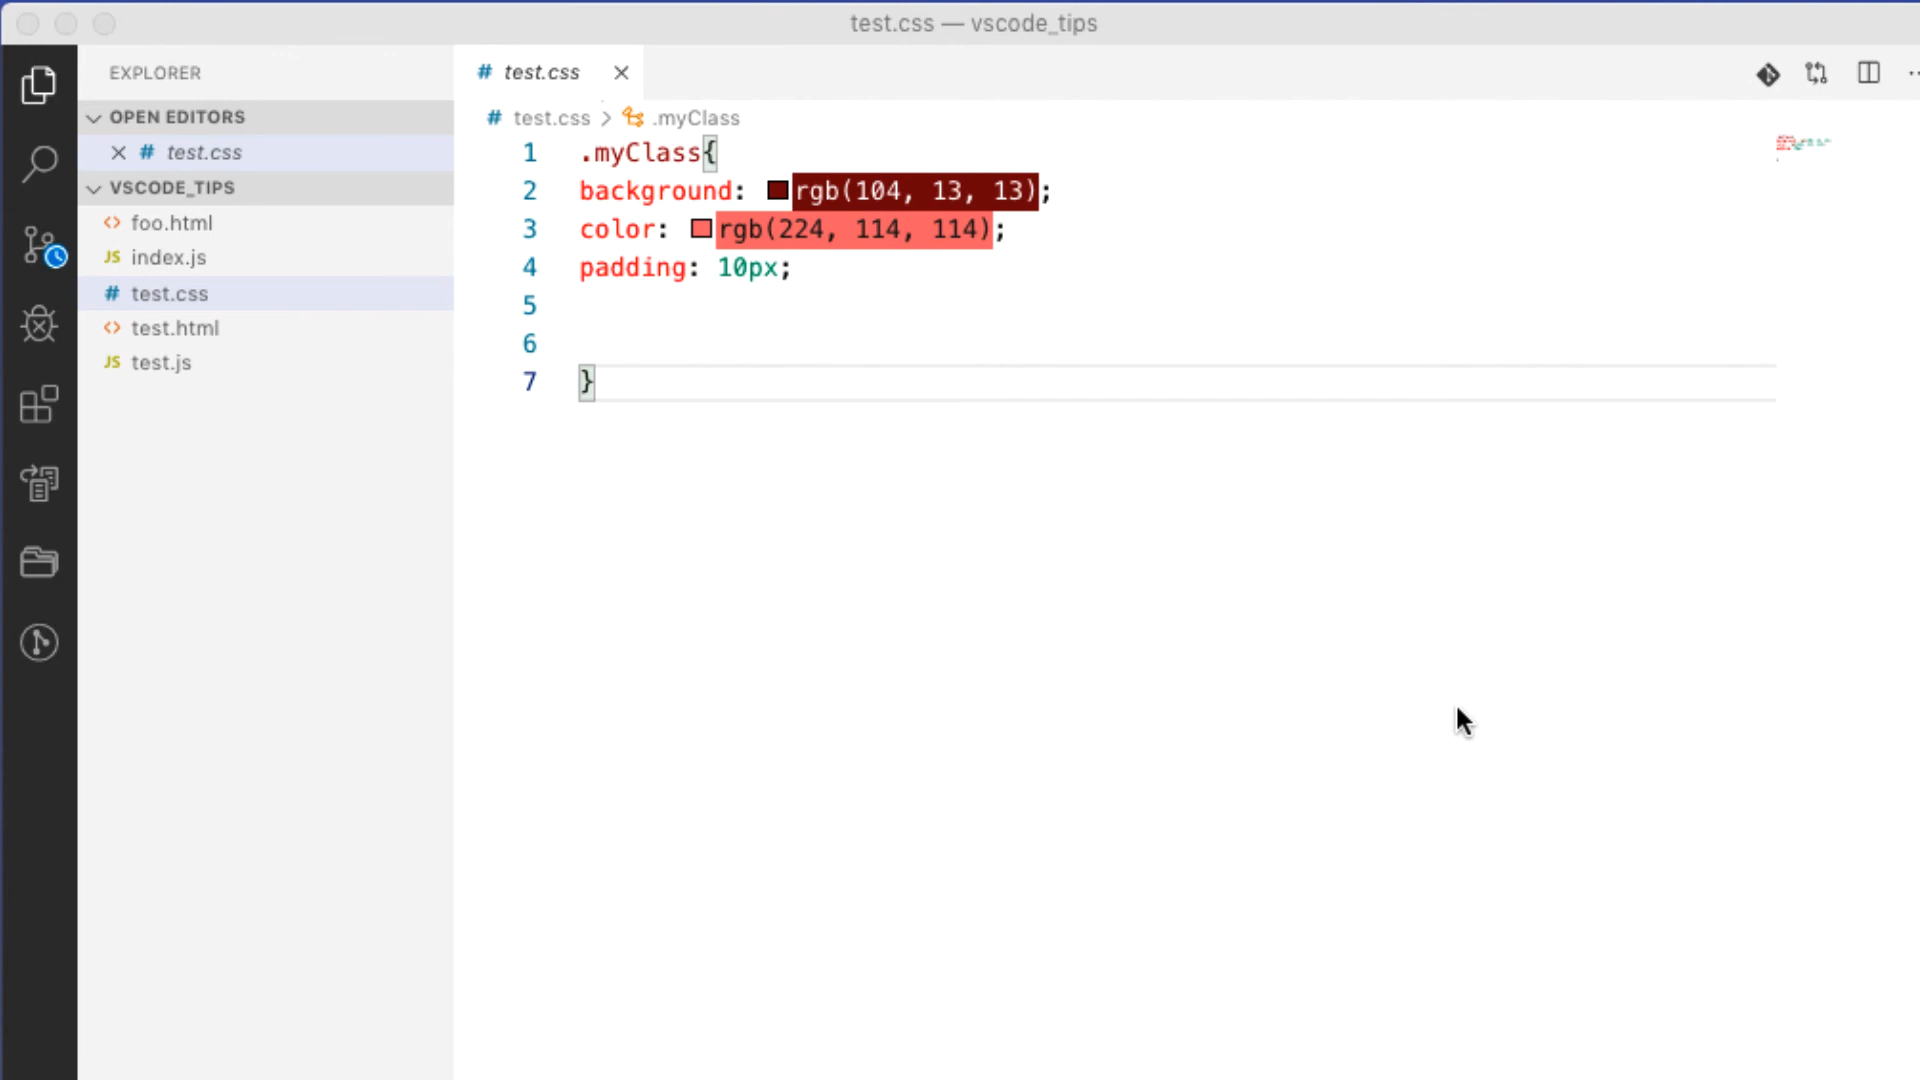 test.css — vscode_tips
EXPLORER
OPEN EDITORS
# test.css
VSCODE_TIPS
<> foo.html
JS index.js
# test.css
<> test.html
JS test.js
# test.css
# test.css > .myClass
1 .myClass{
2 background: rgb(104, 13, 13);
3 color: rgb(224, 114, 114);
4 padding: 10px;
5
6
7 }